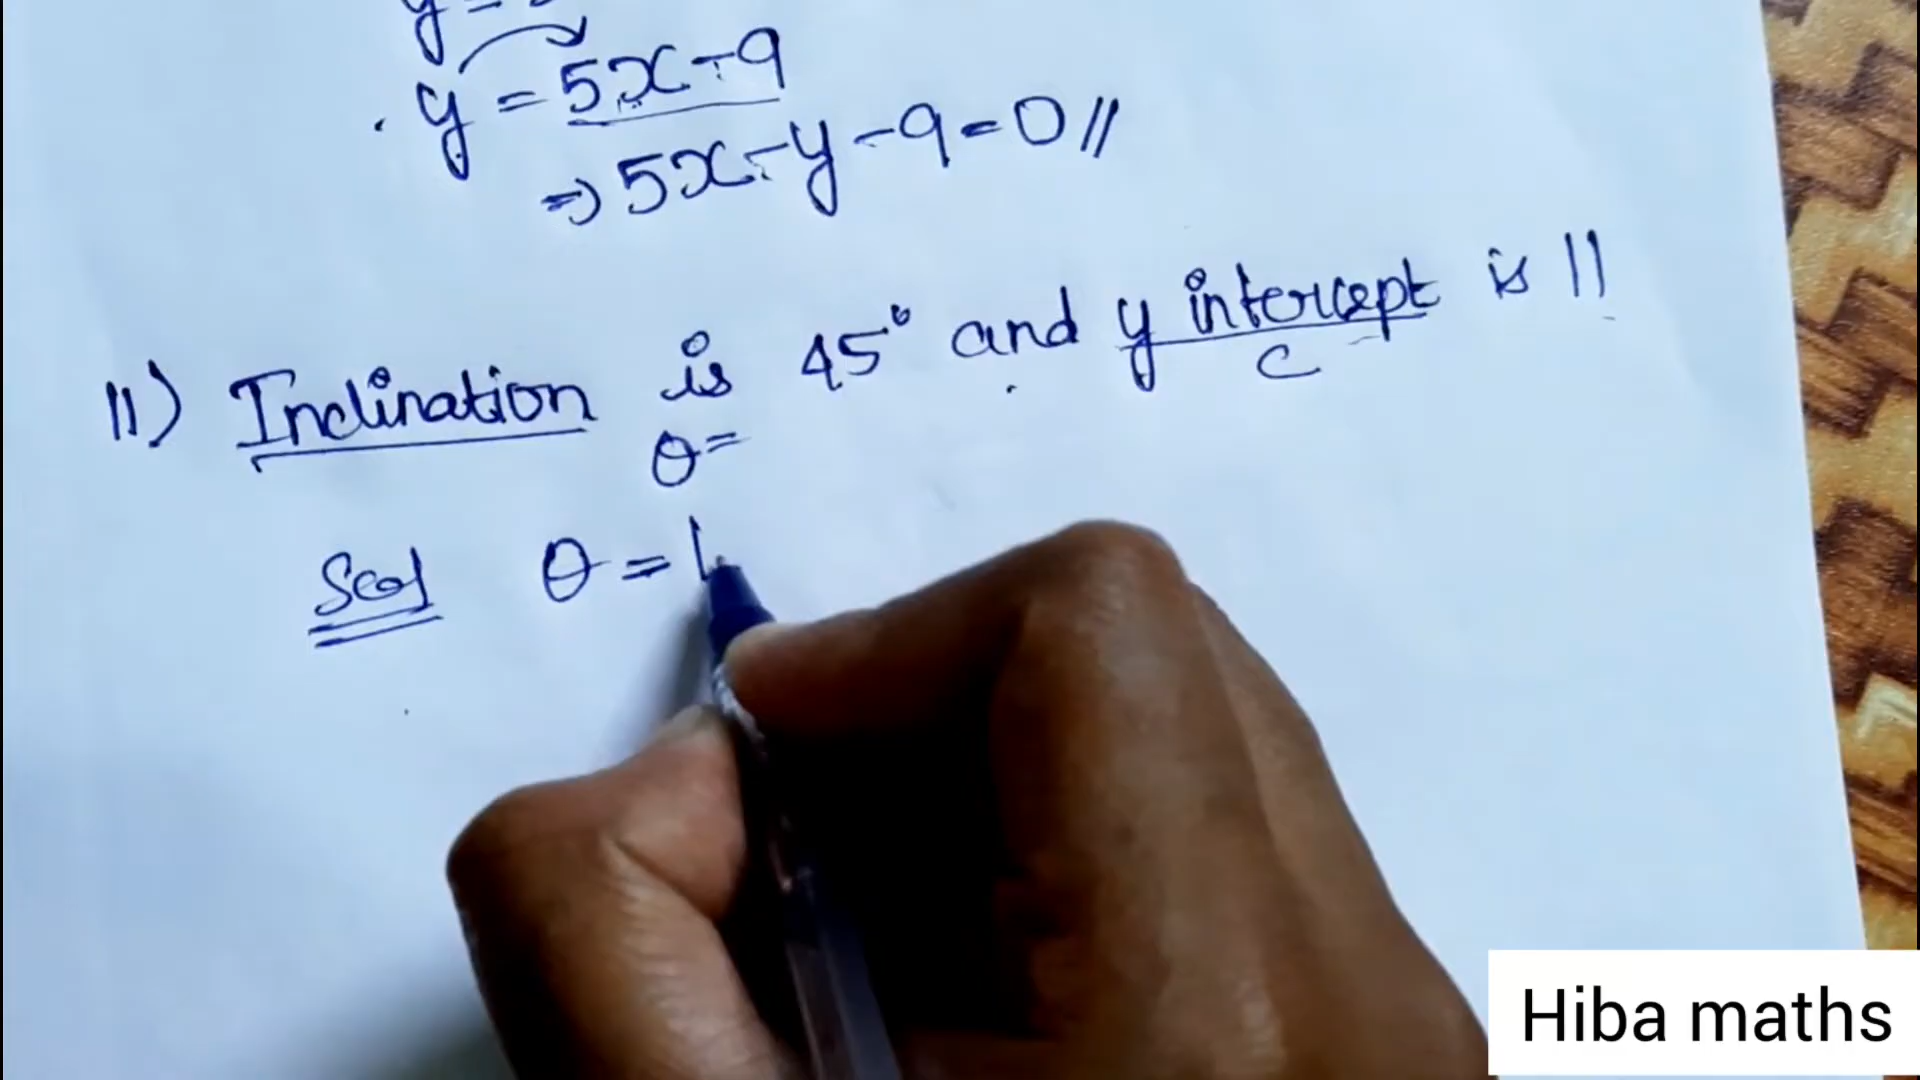 y =
y = 5x-9
⇒ 5x-y-9=0//
11) Inclination is 45° and y intercept is 11
θ= c
Sol θ =
Hiba maths